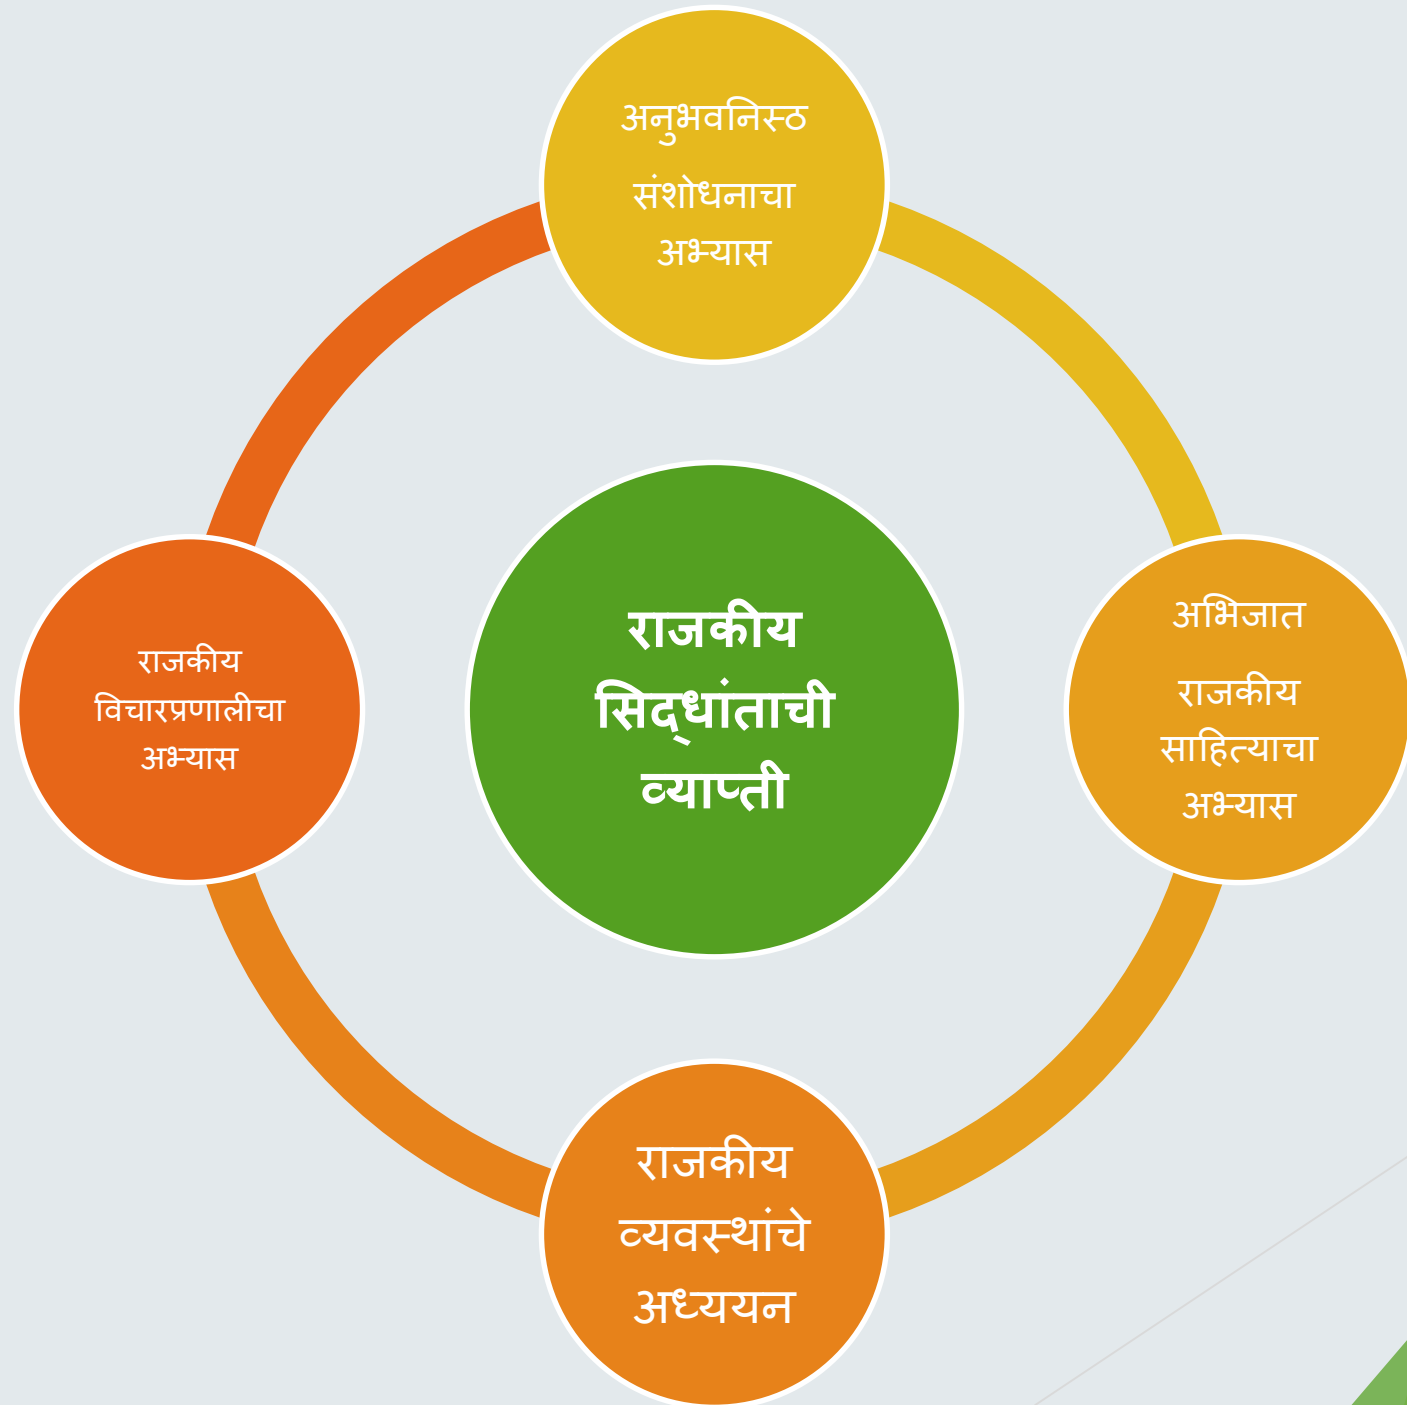 अनुभवनिस्ठ
संशोधनाचा
अभ्यास
राजकीय
सिद्धांताची
व्याप्ती
राजकीय
विचारप्रणालीचा
अभ्यास
अभिजात
राजकीय
साहित्याचा
अभ्यास
राजकीय
व्यवस्थांचे
अध्ययन